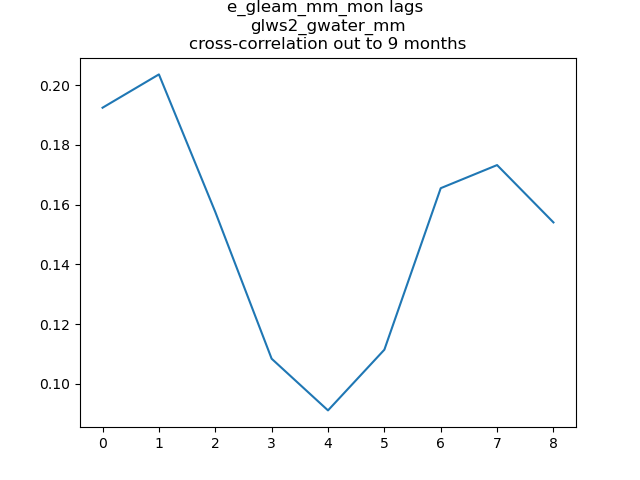 e_gleam_mm_mon lags
glws2_gwater_mm
cross-correlation out to 9 months
0.20
0.18
0.16
0.14
0.12
0.10
0 1 2 3 4 5 6 7 8